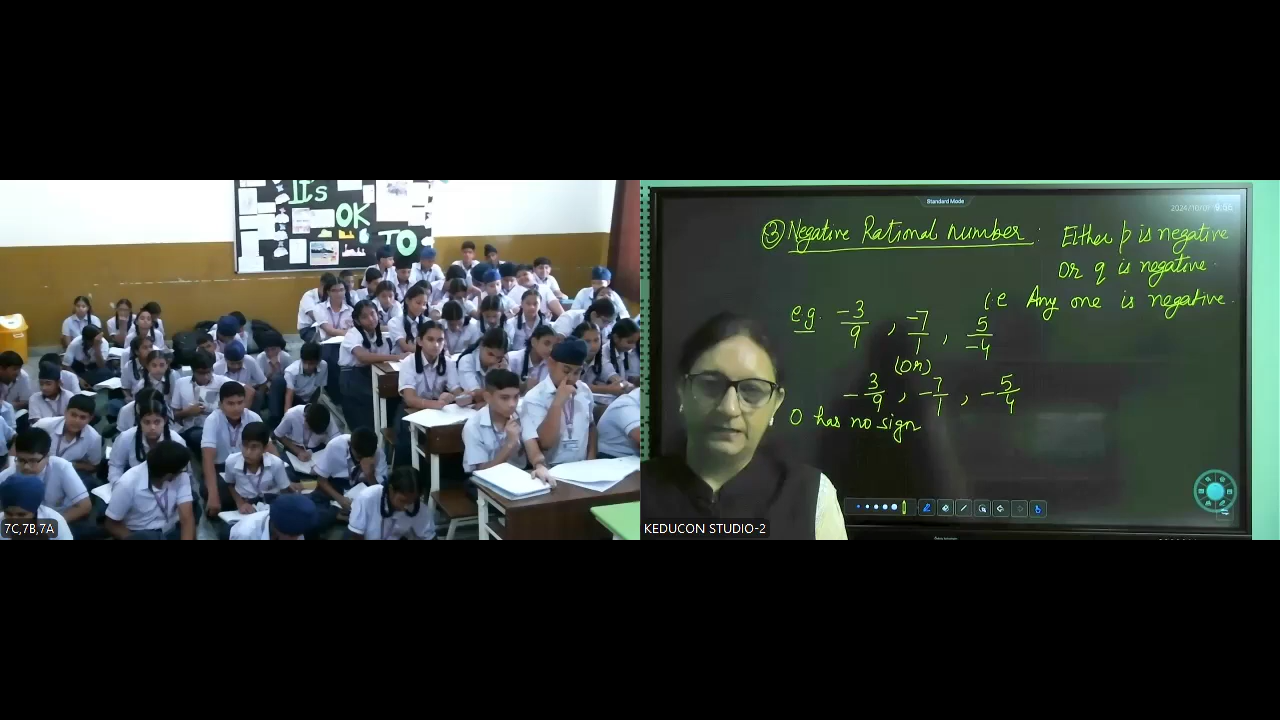 It's
OK
TO
7C,7B,7A
Standard Mode
9:56
③ Negative Rational number : Either p is negative
Or q is negative.
i.e Any one is negative.
e.g. -3/9 , -7/1 , 5/-4
(Or)
-3/9 , -7/1 , -5/4
0 has no sign
KEDUCON STUDIO-2